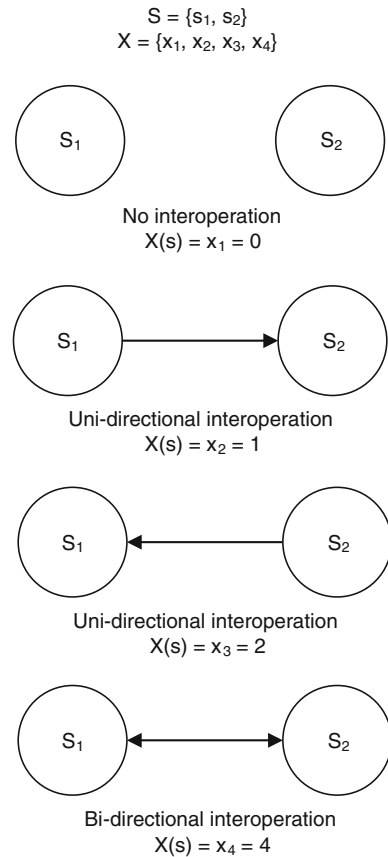 S = {s₁, s₂}
X = {x₁, x₂, x₃, x₄}
S₁ S₂
No interoperation
X(s) = x₁ = 0
S₁ S₂
Uni-directional interoperation
X(s) = x₂ = 1
S₁ S₂
Uni-directional interoperation
X(s) = x₃ = 2
S₁ S₂
Bi-directional interoperation
X(s) = x₄ = 4